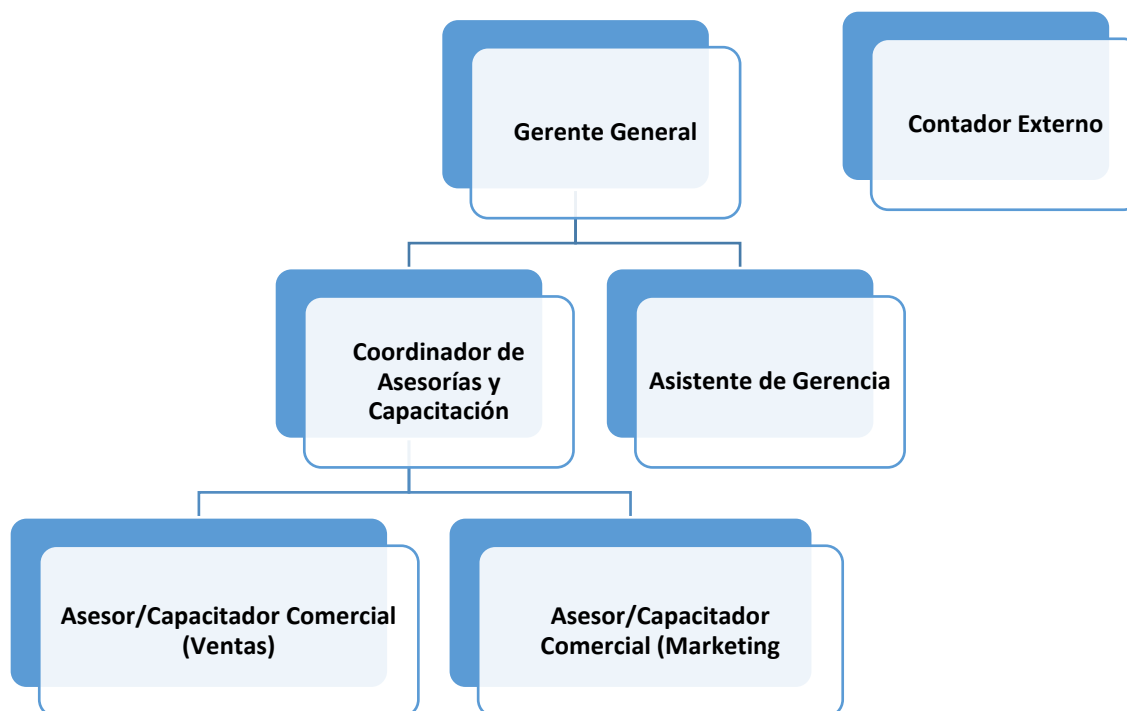 Gerente General
Contador Externo
Coordinador de
Asesorías y
Capacitación
Asistente de Gerencia
Asesor/Capacitador Comercial
(Ventas)
Asesor/Capacitador
Comercial (Marketing